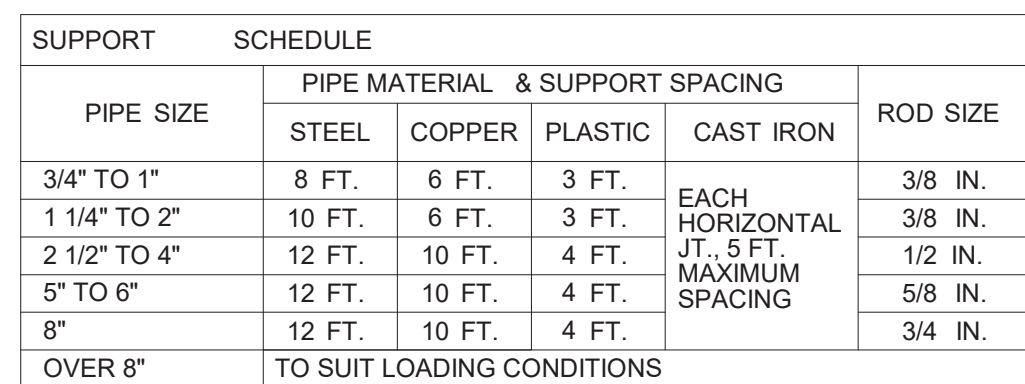 SUPPORT SCHEDULE
PIPE SIZE
PIPE MATERIAL & SUPPORT SPACING
ROD SIZE
STEEL COPPER PLASTIC CAST IRON
3/4" TO 1" 8 FT. 6 FT. 3 FT. 3/8 IN.
1 1/4" TO 2" 10 FT. 6 FT. 3 FT. 3/8 IN.
2 1/2" TO 4" 12 FT. 10 FT. 4 FT. 1/2 IN.
5" TO 6" 12 FT. 10 FT. 4 FT. 5/8 IN.
8" 12 FT. 10 FT. 4 FT. 3/4 IN.
EACH
HORIZONTAL
JT., 5 FT.
MAXIMUM
SPACING
OVER 8" TO SUIT LOADING CONDITIONS